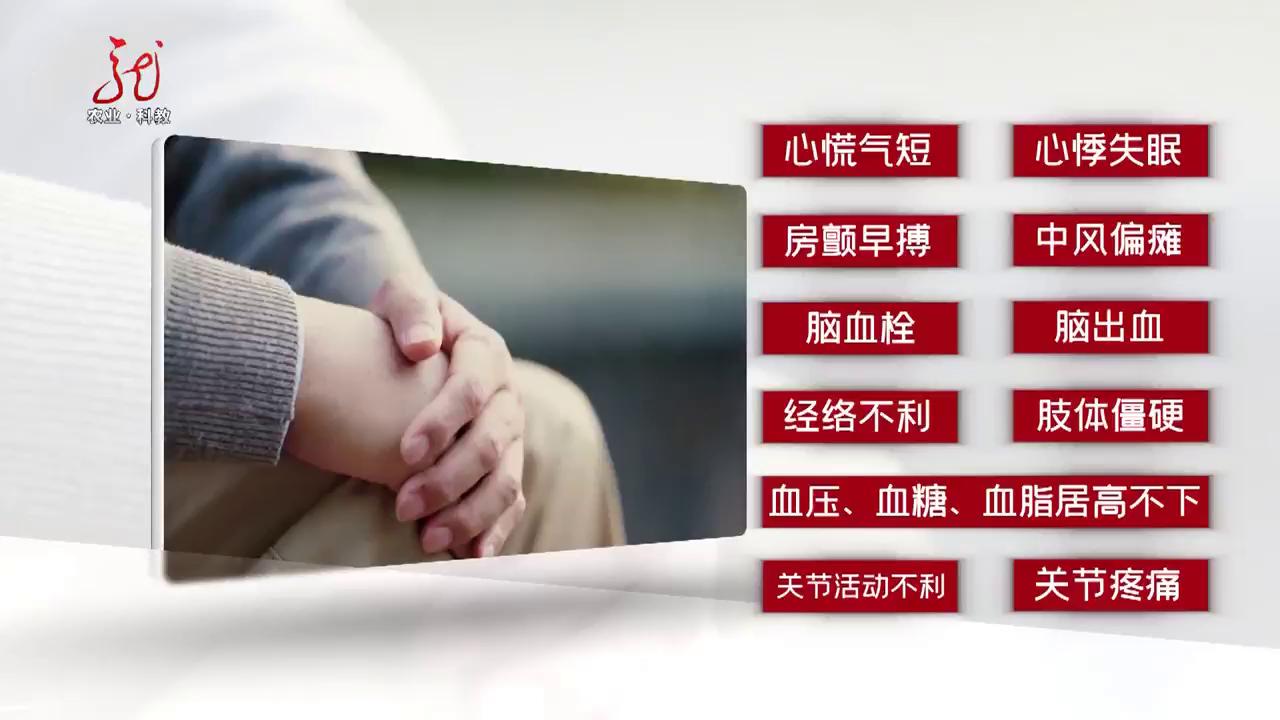 农业·科教
心慌气短
心悸失眠
房颤早搏
中风偏瘫
脑血栓
脑出血
经络不利
肢体僵硬
血压、血糖、血脂居高不下
关节活动不利
关节疼痛